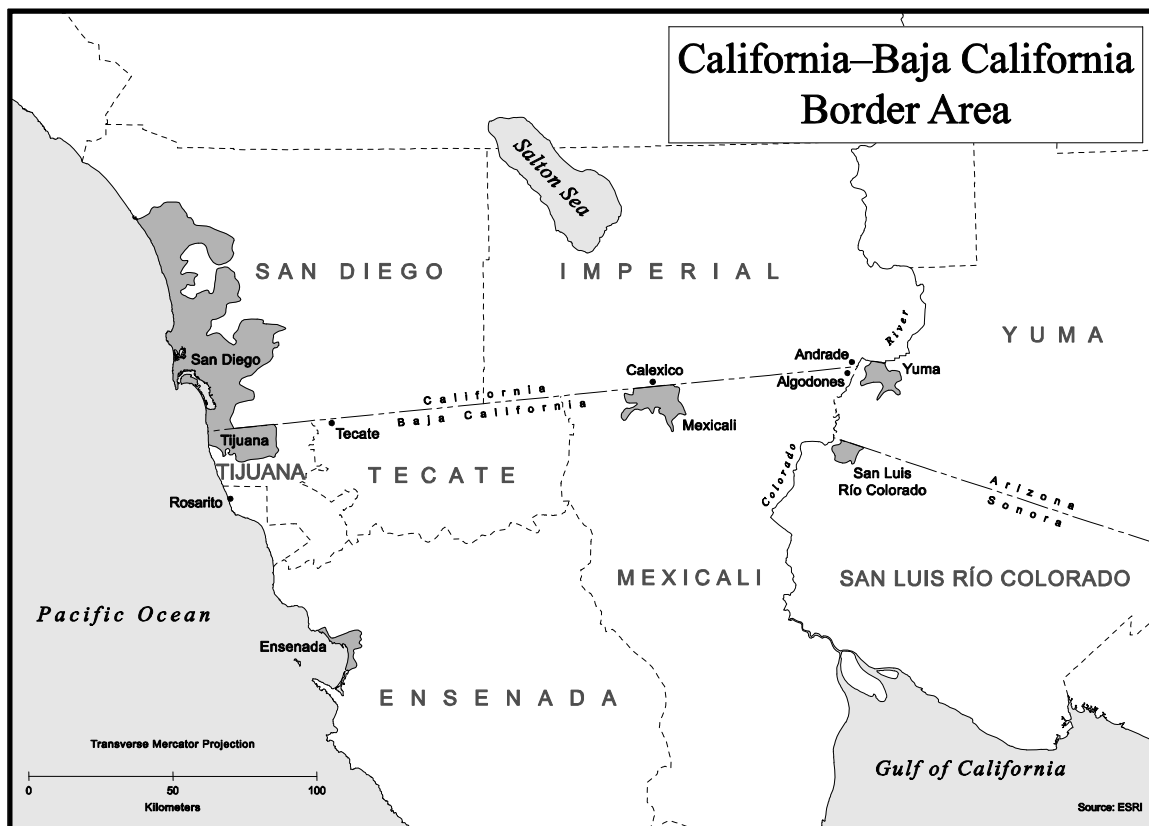 California–Baja California
Border Area
Salton Sea
SAN DIEGO
IMPERIAL
River
YUMA
San Diego
Andrade
Calexico
Algodones
Yuma
California
Baja California
Tijuana
Tecate
Mexicali
TIJUANA
TECATE
Colorado
San Luis
Río Colorado
Arizona
Sonora
Rosarito
MEXICALI
SAN LUIS RÍO COLORADO
Pacific Ocean
Ensenada
ENSENADA
Transverse Mercator Projection
Gulf of California
0 50 100
Kilometers
Source: ESRI